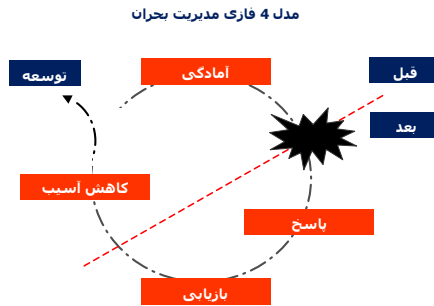 مدل 4 فازی مدیریت بحران
قبل
آمادگی
توسعه
بعد
کاهش آسیب
پاسخ
بازیابی